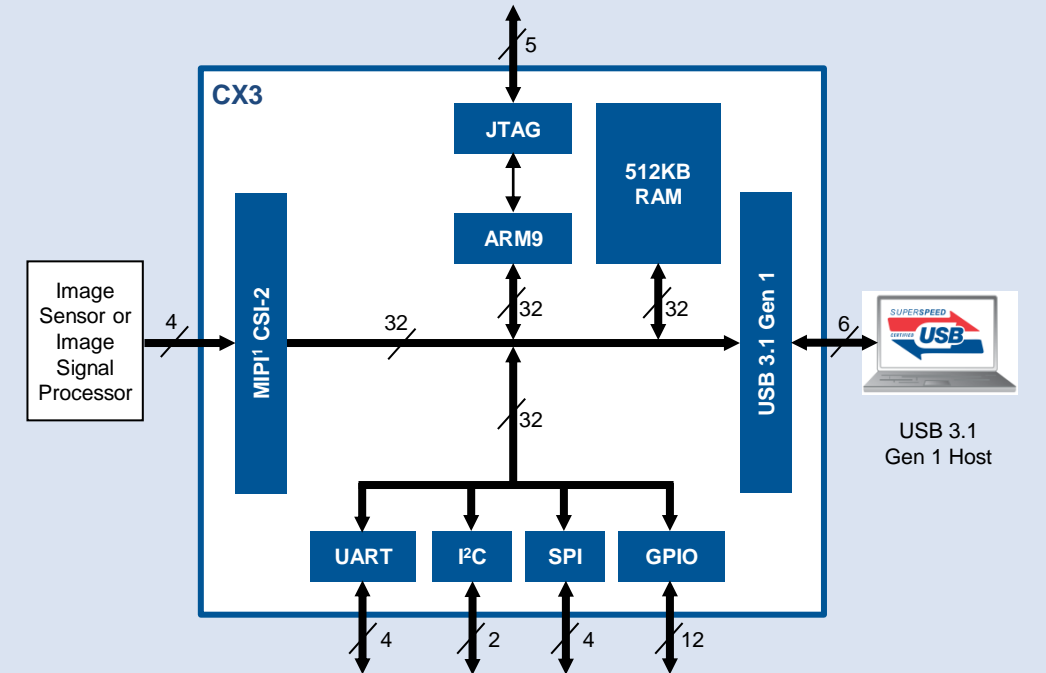 5
CX3
JTAG
512KB
RAM
ARM9
Image
Sensor or
Image
Signal
Processor
4
MIPI¹ CSI-2
32
32
32
USB 3.1 Gen 1
6
SUPERSPEED
CERTIFIED
USB
USB 3.1
Gen 1 Host
32
UART
I²C
SPI
GPIO
4
2
4
12